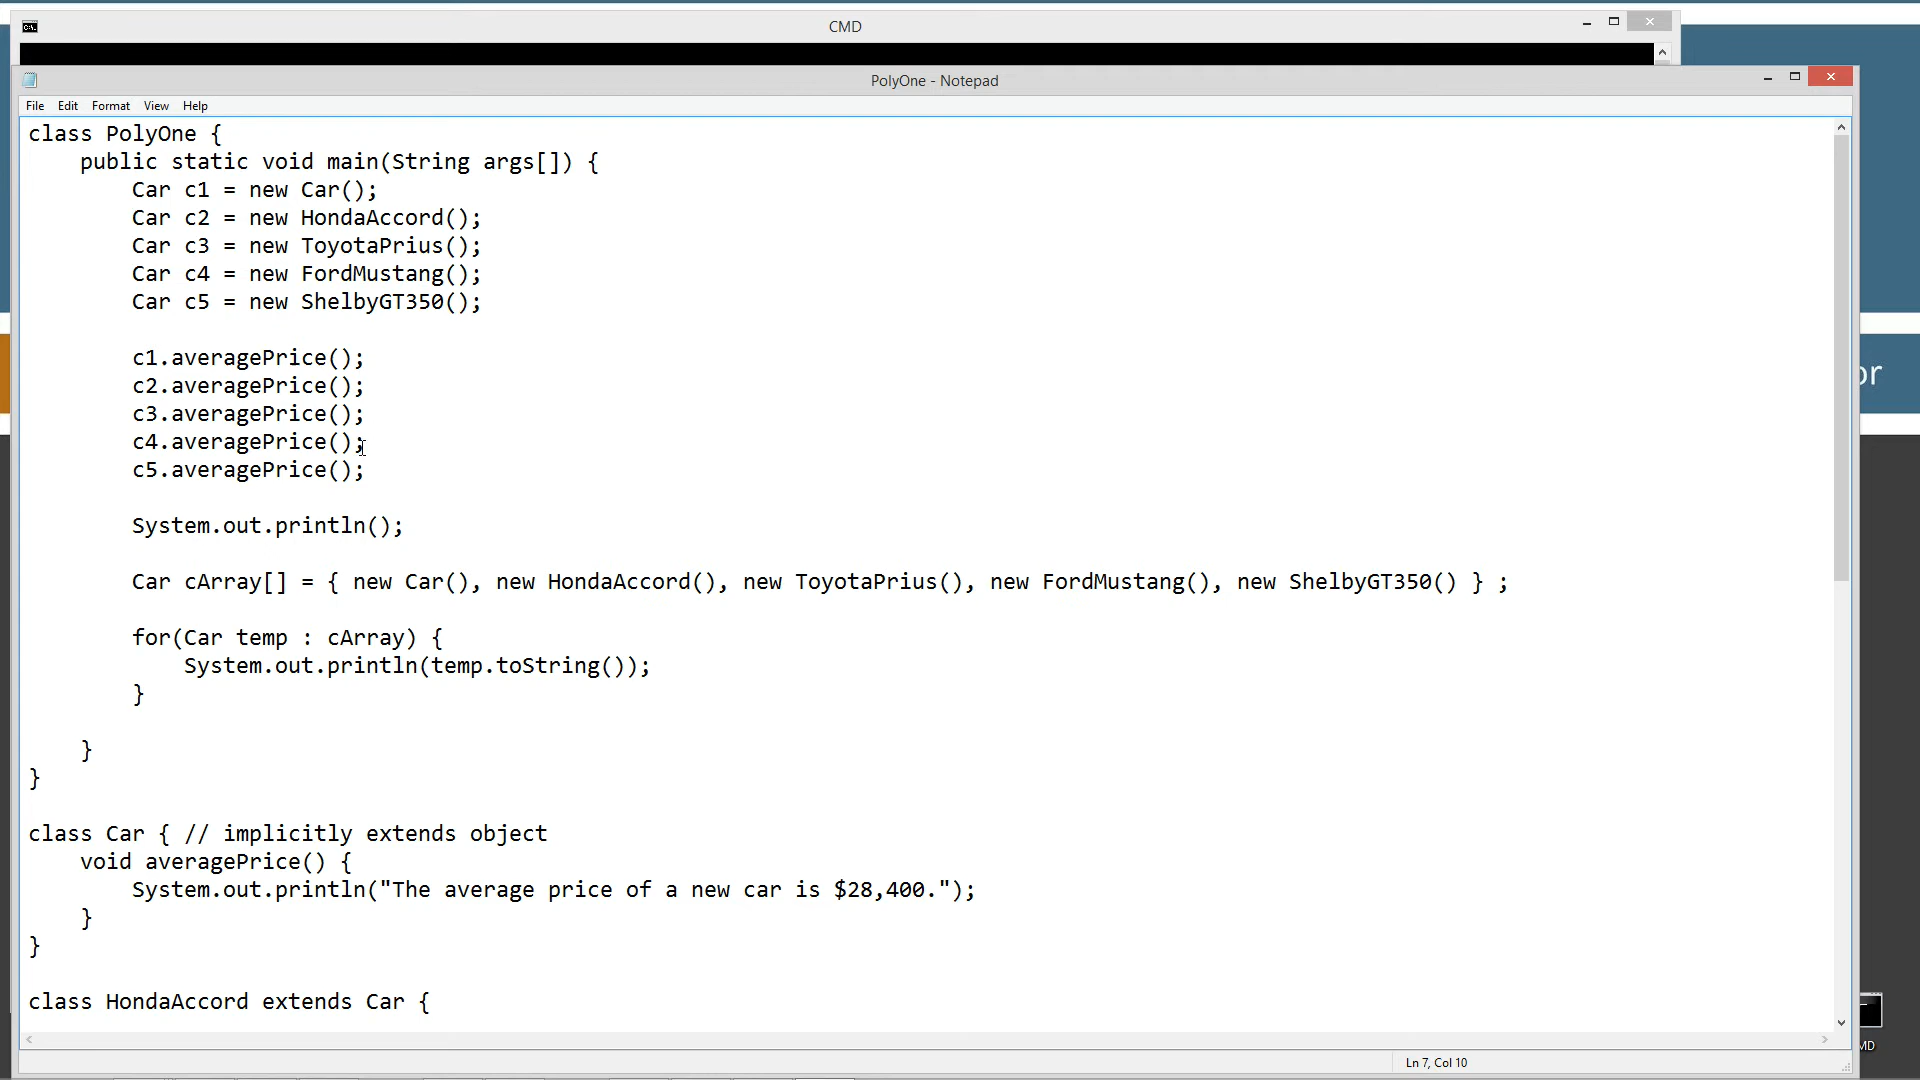 CMD
PolyOne - Notepad
File Edit Format View Help
class PolyOne {
    public static void main(String args[]) {
        Car c1 = new Car();
        Car c2 = new HondaAccord();
        Car c3 = new ToyotaPrius();
        Car c4 = new FordMustang();
        Car c5 = new ShelbyGT350();
        c1.averagePrice();
        c2.averagePrice();
        c3.averagePrice();
        c4.averagePrice();
        c5.averagePrice();
        System.out.println();
        Car cArray[] = { new Car(), new HondaAccord(), new ToyotaPrius(), new FordMustang(), new ShelbyGT350() } ;
        for(Car temp : cArray) {
            System.out.println(temp.toString());
        }
    }
}
class Car { // implicitly extends object
    void averagePrice() {
        System.out.println("The average price of a new car is $28,400.");
    }
}
class HondaAccord extends Car {
Ln 7, Col 10
or
MD